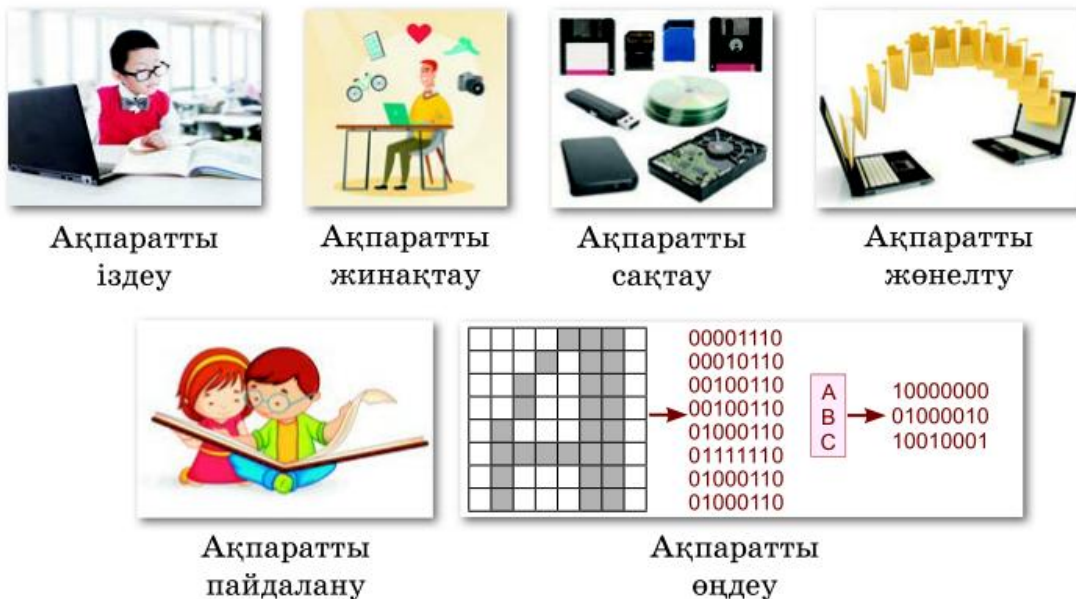 Ақпаратты
іздеу
Ақпаратты
жинақтау
Ақпаратты
сақтау
Ақпаратты
жөнелту
00001110
00010110
00100110
00100110
01000110
01111110
01000110
01000110
A
B
C
10000000
01000010
10010001
Ақпаратты
пайдалану
Ақпаратты
өңдеу